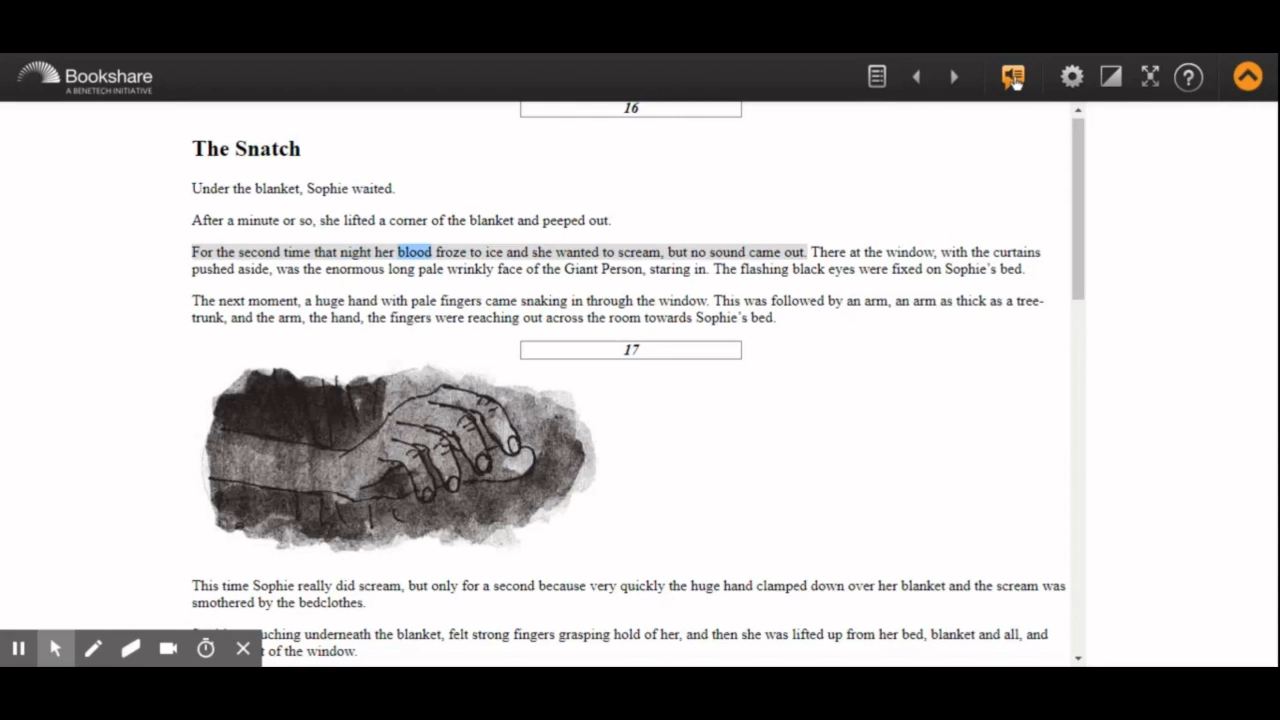 Bookshare
A BENETECH INITIATIVE
16
The Snatch
Under the blanket, Sophie waited.
After a minute or so, she lifted a corner of the blanket and peeped out.
For the second time that night her blood froze to ice and she wanted to scream, but no sound came out. There at the window, with the curtains
pushed aside, was the enormous long pale wrinkly face of the Giant Person, staring in. The flashing black eyes were fixed on Sophie's bed.
The next moment, a huge hand with pale fingers came snaking in through the window. This was followed by an arm, an arm as thick as a tree-
trunk, and the arm, the hand, the fingers were reaching out across the room towards Sophie's bed.
17
This time Sophie really did scream, but only for a second because very quickly the huge hand clamped down over her blanket and the scream was
smothered by the bedclothes.
underneath the blanket, felt strong fingers grasping hold of her, and then she was lifted up from her bed, blanket and all, and
of the window.